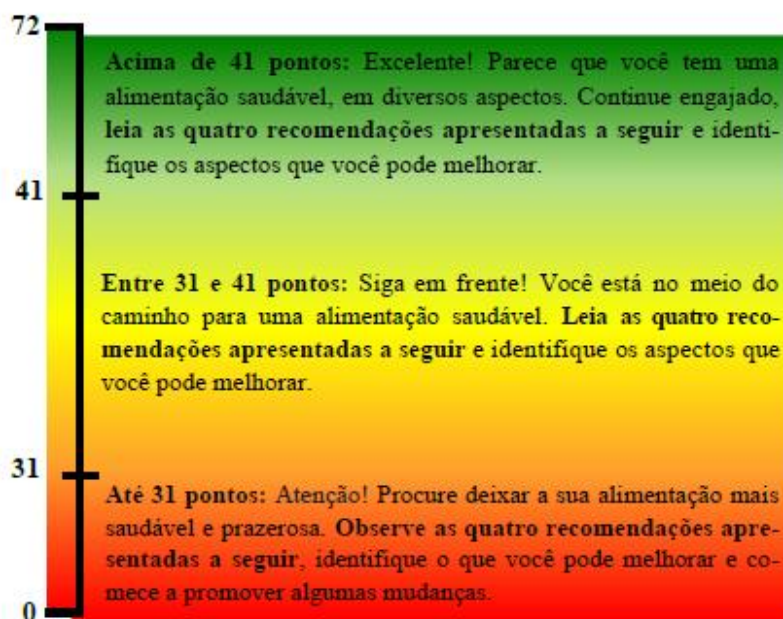 72
Acima de 41 pontos: Excelente! Parece que você tem uma
alimentação saudável, em diversos aspectos. Continue engajado,
leia as quatro recomendações apresentadas a seguir e identi-
fique os aspectos que você pode melhorar.
41
Entre 31 e 41 pontos: Siga em frente! Você está no meio do
caminho para uma alimentação saudável. Leia as quatro reco-
mendações apresentadas a seguir e identifique os aspectos que
você pode melhorar.
31
Até 31 pontos: Atenção! Procure deixar a sua alimentação mais
saudável e prazerosa. Observe as quatro recomendações apre-
sentadas a seguir, identifique o que você pode melhorar e co-
mece a promover algumas mudanças.
0